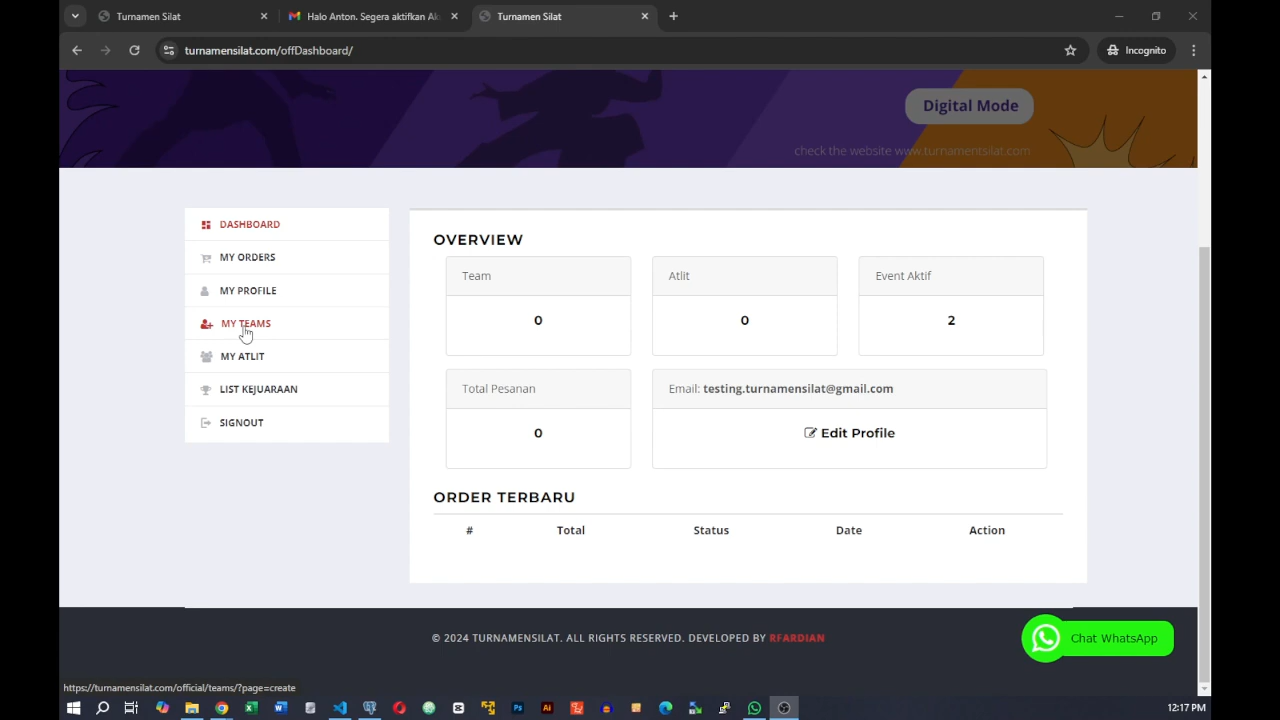 Turnamen Silat
Halo Anton. Segera aktifkan Ak
Turnamen Silat
turnamensilat.com/offDashboard/
Incognito
Digital Mode
check the website www.turnamentsilat.com
DASHBOARD
MY ORDERS
MY PROFILE
MY TEAMS
MY ATLIT
LIST KEJUARAAN
SIGNOUT
OVERVIEW
Team
Atlit
Event Aktif
0
0
2
Total Pesanan
Email: testing.turnamensilat@gmail.com
0
Edit Profile
ORDER TERBARU
# Total Status Date Action
© 2024 TURNAMENSILAT. ALL RIGHTS RESERVED. DEVELOPED BY RFARDIAN
Chat WhatsApp
https://turnamensilat.com/official/teams/?page=create
12:17 PM